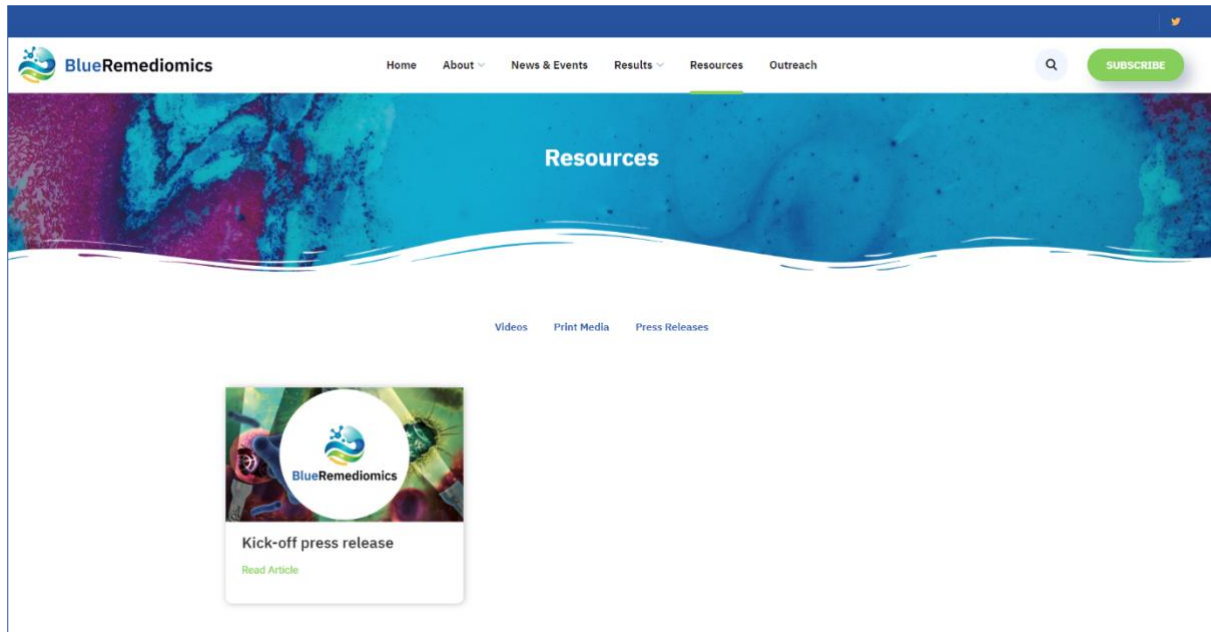 BlueRemediomics
Home About News & Events Results Resources Outreach
SUBSCRIBE
Resources
Videos Print Media Press Releases
BlueRemediomics
Kick-off press release
Read Article